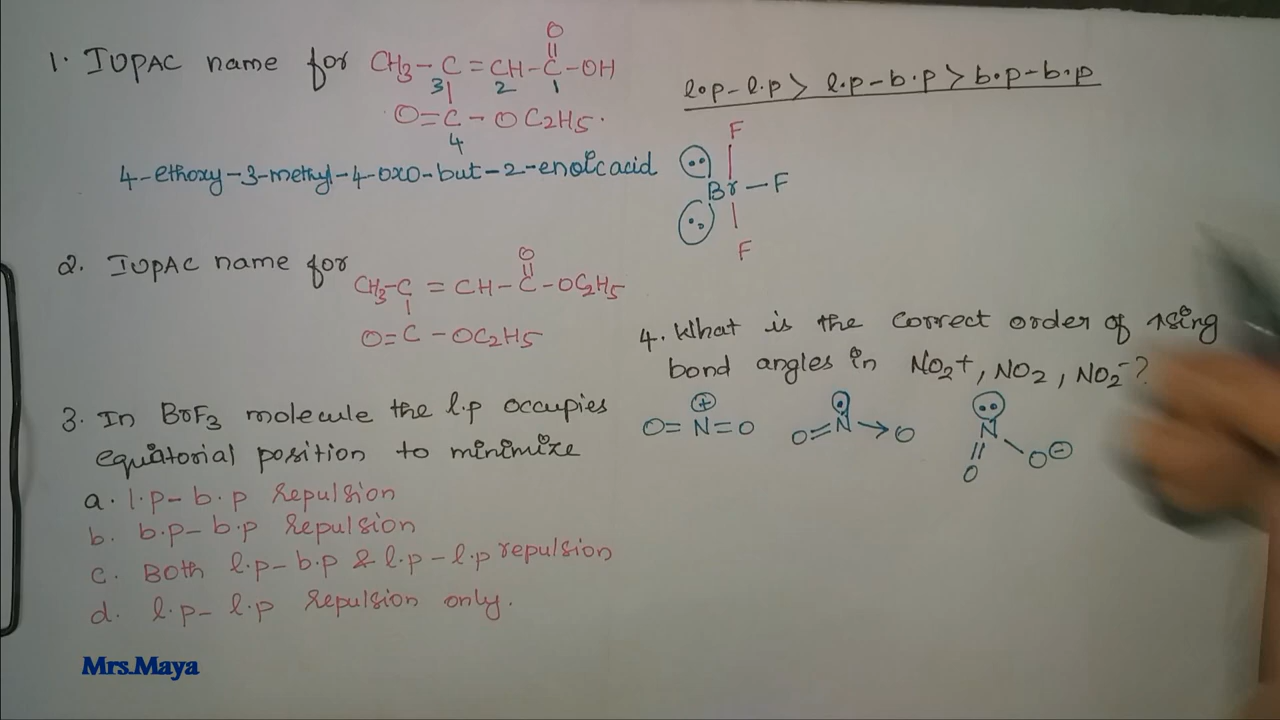 1. IUPAC name for CH3-C=CH-C-OH
O
3 2 1
O=C-OC2H5.
4
4-ethoxy-3-methyl-4-oxo-but-2-enoic acid
2. IUPAC name for
O
CH3-C=CH-C-OC2H5
O=C-OC2H5
3. In BrF3 molecule the l.p occupies
equatorial position to minimize
a. l.p-b.p repulsion
b. b.p-b.p repulsion
c. Both l.p-b.p & l.p-l.p repulsion
d. l.p-l.p repulsion only.
Mrs.Maya
l.p-l.p > l.p-b.p > b.p-b.p
F
Br-F
F
4. What is the correct order of rising
bond angles in NO2+, NO2, NO2-?
O=N=O + O=N→O N
O O-